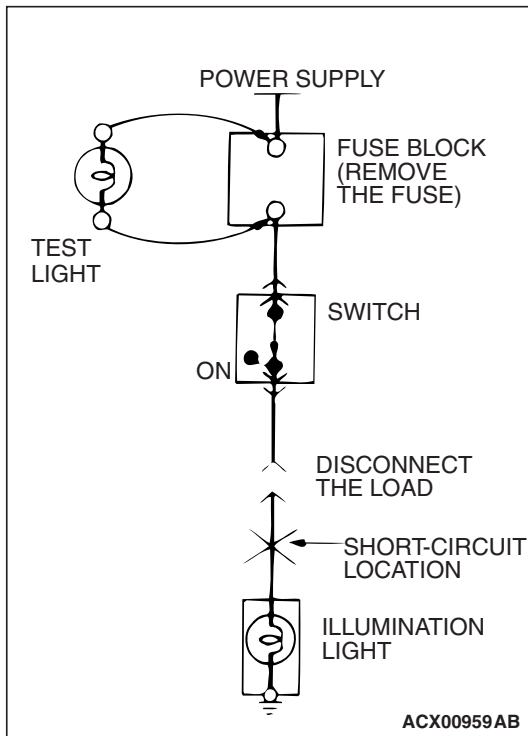 POWER SUPPLY
FUSE BLOCK
(REMOVE
THE FUSE)
TEST
LIGHT
SWITCH
ON
DISCONNECT
THE LOAD
SHORT-CIRCUIT
LOCATION
ILLUMINATION
LIGHT
ACX00959AB